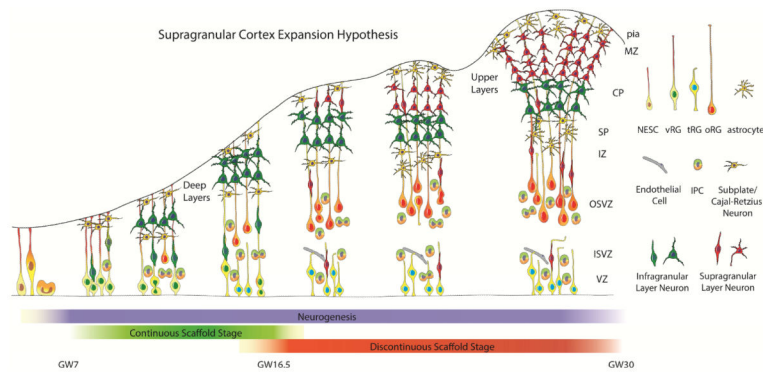 Supragranular Cortex Expansion Hypothesis
pia
MZ
Upper
Layers
CP
SP
IZ
Deep
Layers
OSVZ
ISVZ
VZ
NESC vRG tRG oRG astrocyte
Endothelial
Cell
IPC
Subplate/
Cajal-Retzius
Neuron
Infragranular
Layer Neuron
Supragranular
Layer Neuron
Neurogenesis
Continuous Scaffold Stage
Discontinuous Scaffold Stage
GW7 GW16.5 GW30